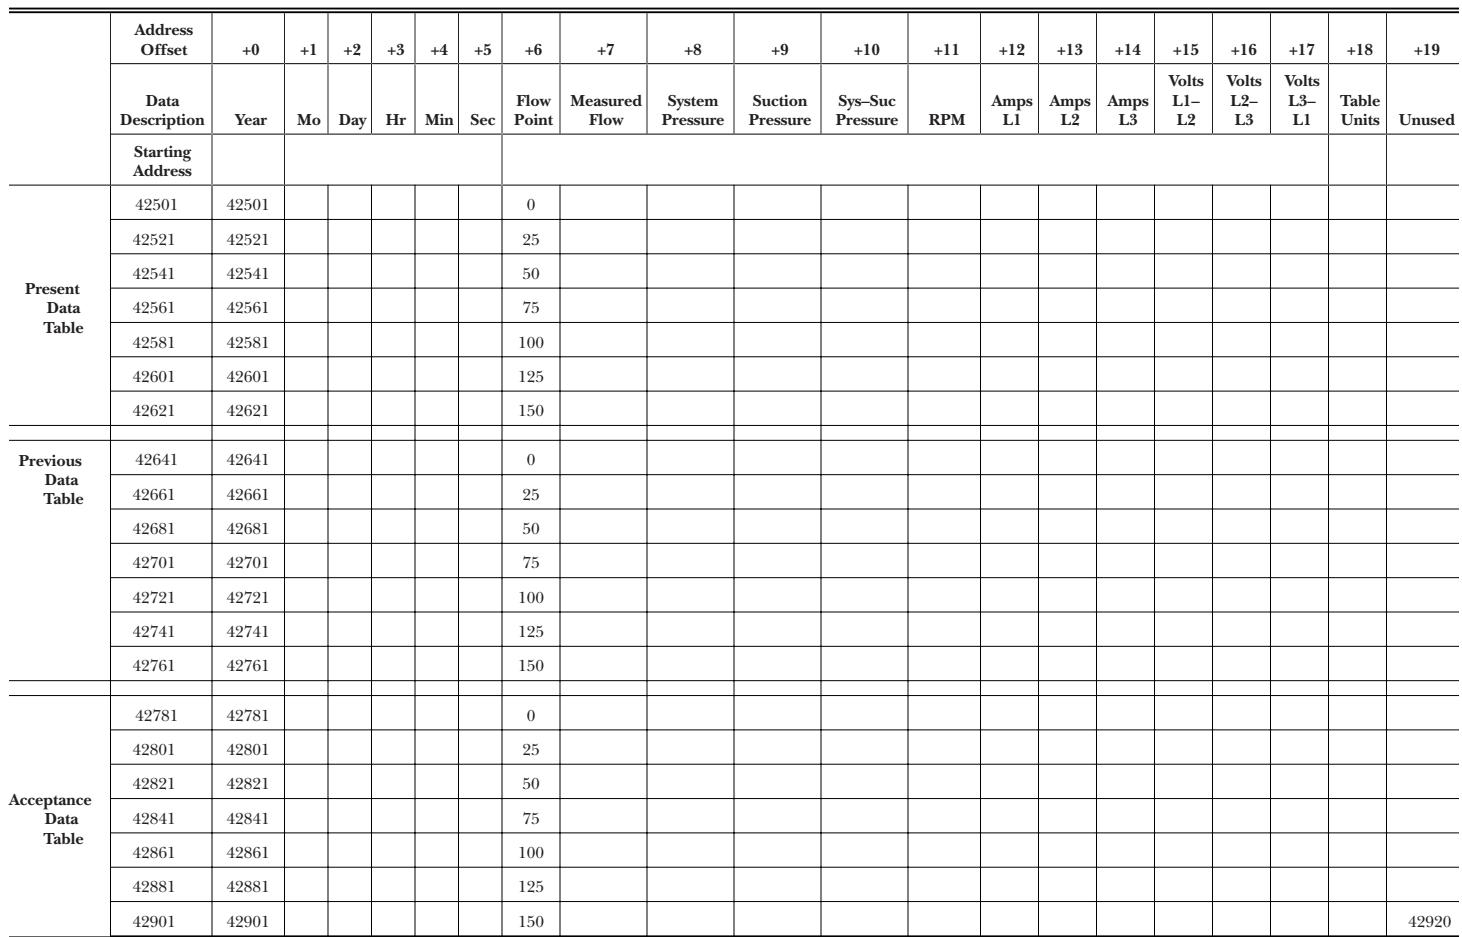 Address Offset +0 +1 +2 +3 +4 +5 +6 +7 +8 +9 +10 +11 +12 +13 +14 +15 +16 +17 +18 +19
Data Description Year Mo Day Hr Min Sec Flow Point Measured Flow System Pressure Suction Pressure Sys–Suc Pressure RPM Amps L1 Amps L2 Amps L3 Volts L1–L2 Volts L2–L3 Volts L3–L1 Table Units Unused
Starting Address
Present Data Table
42501 42501 0
42521 42521 25
42541 42541 50
42561 42561 75
42581 42581 100
42601 42601 125
42621 42621 150
Previous Data Table
42641 42641 0
42661 42661 25
42681 42681 50
42701 42701 75
42721 42721 100
42741 42741 125
42761 42761 150
Acceptance Data Table
42781 42781 0
42801 42801 25
42821 42821 50
42841 42841 75
42861 42861 100
42881 42881 125
42901 42901 150 42920